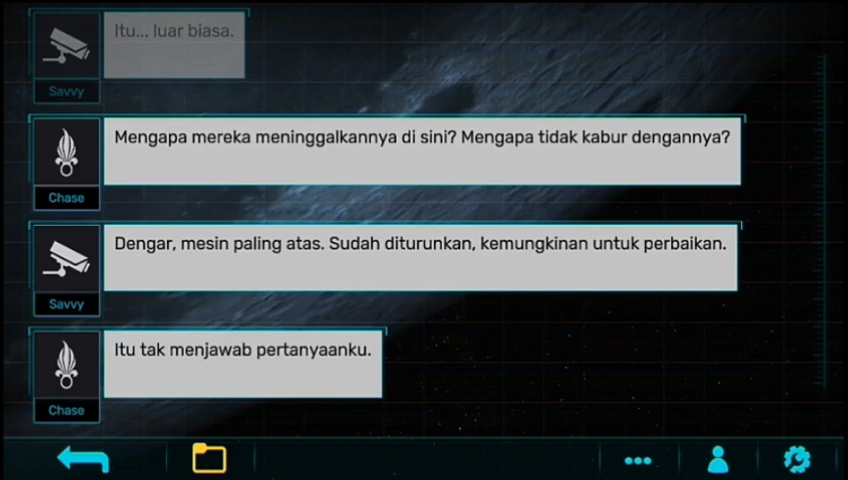 Itu... luar biasa.
Savvy
Mengapa mereka meninggalkannya di sini? Mengapa tidak kabur dengannya?
Chase
Dengar, mesin paling atas. Sudah diturunkan, kemungkinan untuk perbaikan.
Savvy
Itu tak menjawab pertanyaanku.
Chase